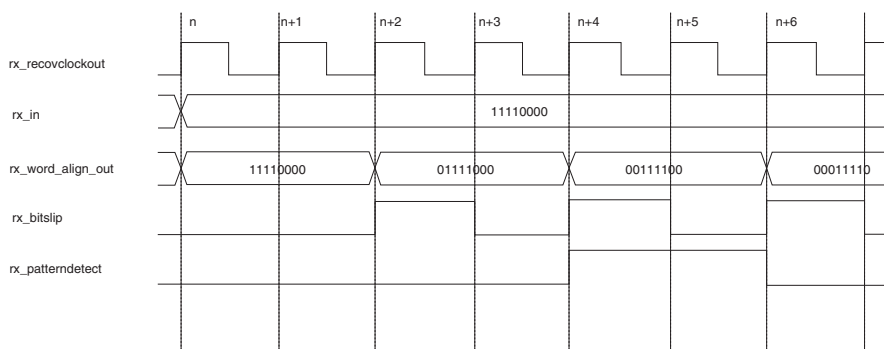 n n+1 n+2 n+3 n+4 n+5 n+6
rx_recovclockout
rx_in 11110000
rx_word_align_out 11110000 01111000 00111100 00011110
rx_bitslip
rx_patterndetect